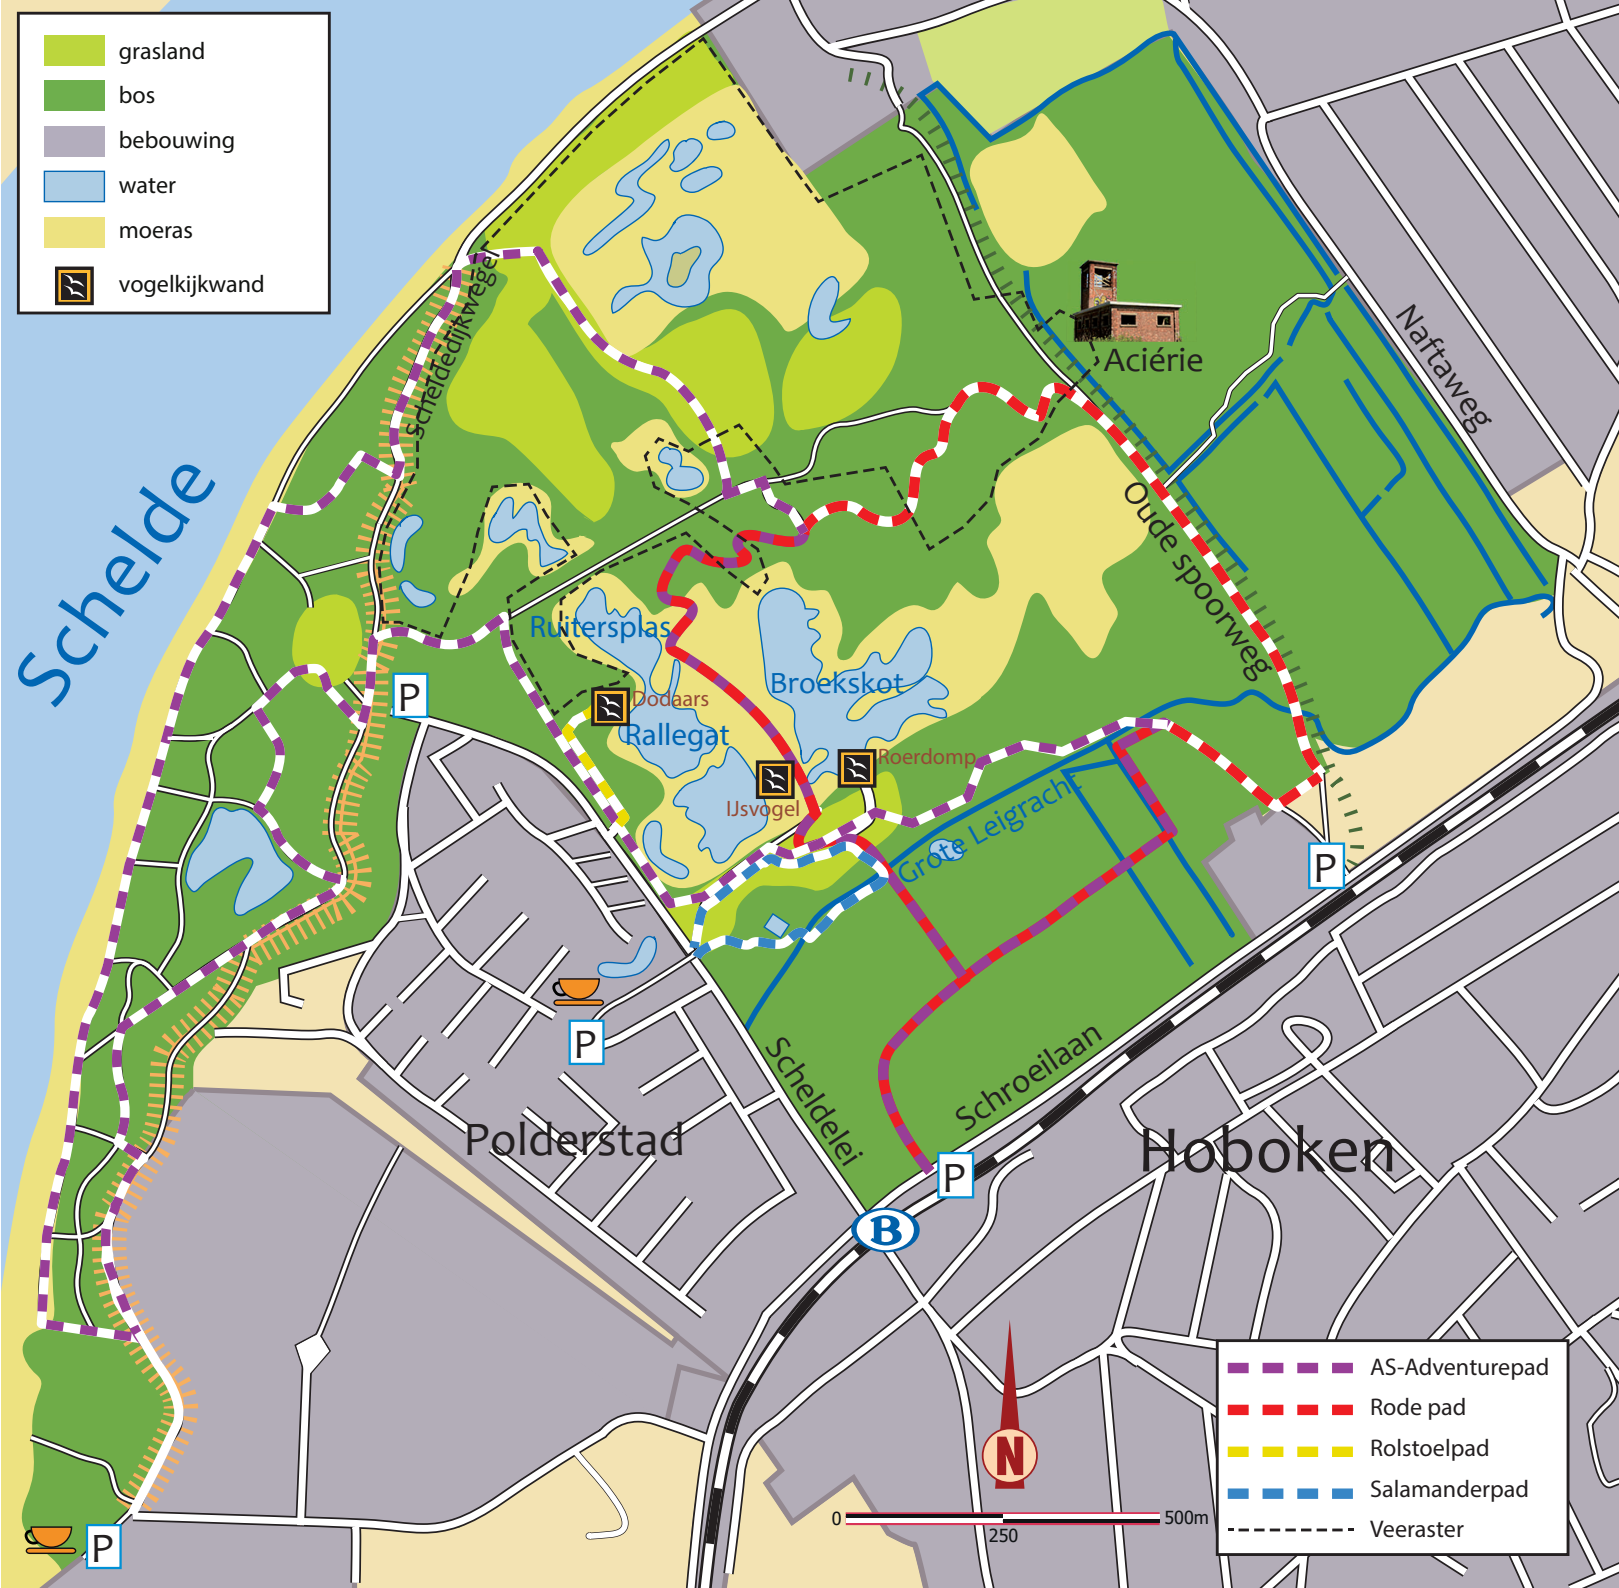 grasland
bos
bebouwing
water
moeras
vogelkijkwand
Schelde
Scheldedijkwegel
Aciérie
Naftaweg
Oude spoorweg
Ruitersplas
Broekskot
Dodaars
Rallegat
Roerdomp
IJsvogel
Grote Leigracht
P
P
P
P
P
Scheldelei
Schroeilaan
Polderstad
Hoboken
B
N
0
250
500m
AS-Adventurepad
Rode pad
Rolstoelpad
Salamanderpad
Veeraster